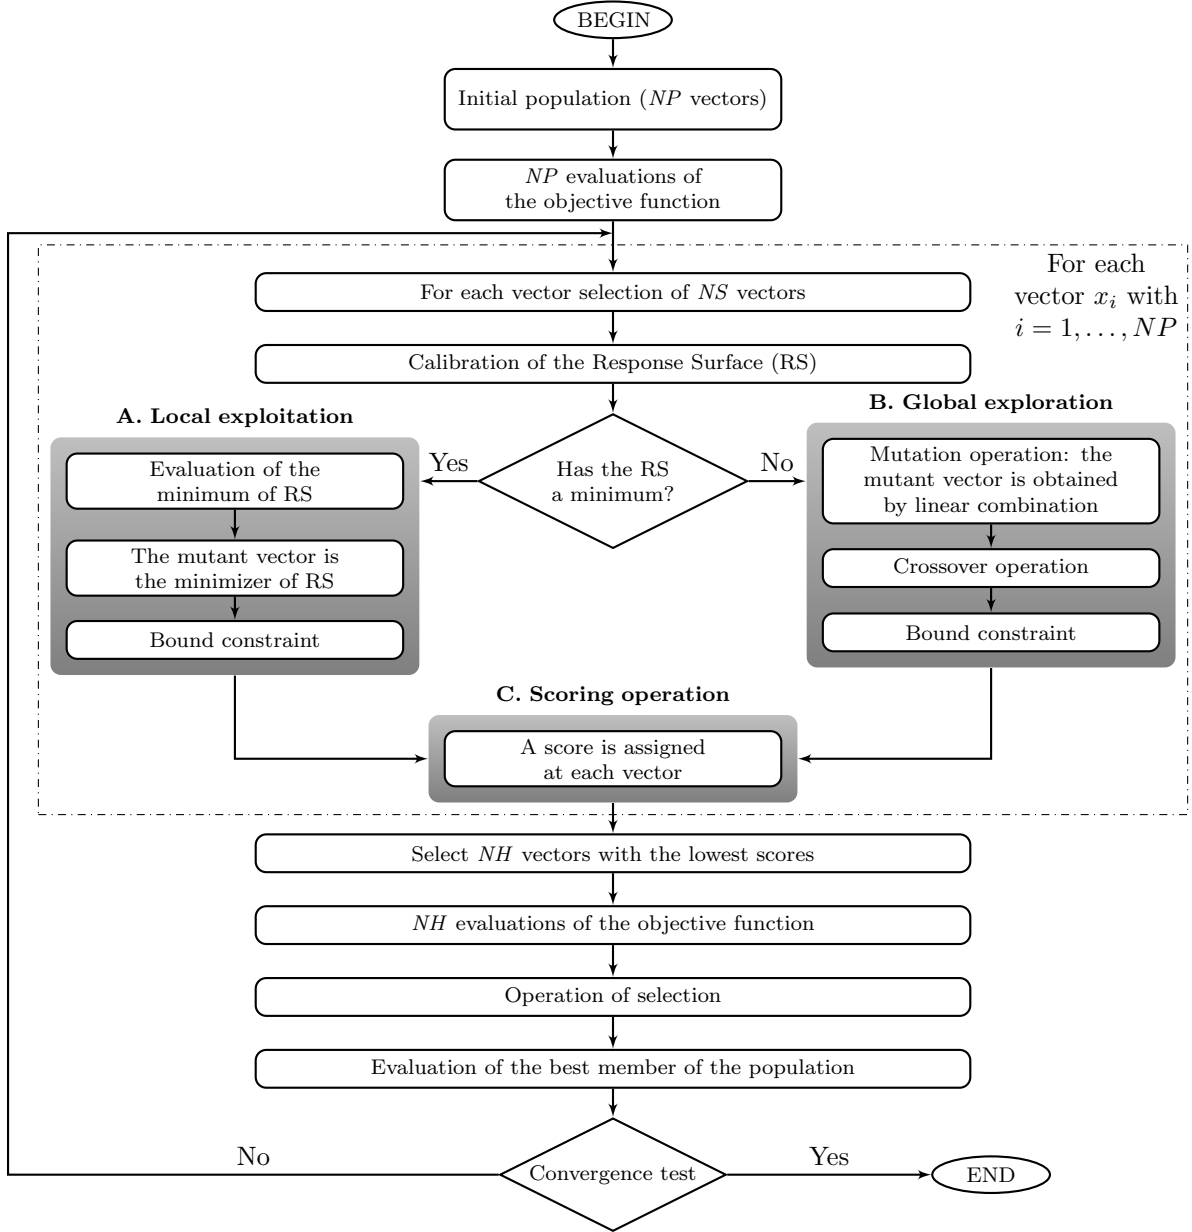 BEGIN
Initial population (NP vectors)
NP evaluations of
the objective function
For each
vector x_i with
i = 1, . . . , NP
For each vector selection of NS vectors
Calibration of the Response Surface (RS)
Has the RS
a minimum?
Yes
No
A. Local exploitation
Evaluation of the
minimum of RS
The mutant vector is
the minimizer of RS
Bound constraint
B. Global exploration
Mutation operation: the
mutant vector is obtained
by linear combination
Crossover operation
Bound constraint
C. Scoring operation
A score is assigned
at each vector
Select NH vectors with the lowest scores
NH evaluations of the objective function
Operation of selection
Evaluation of the best member of the population
Convergence test
No
Yes
END